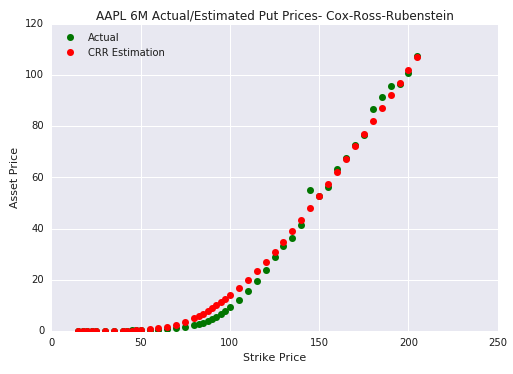 AAPL 6M Actual/Estimated Put Prices- Cox-Ross-Rubenstein
120
100
80
60
40
20
0
Asset Price
Actual
CRR Estimation
0 50 100 150 200 250
Strike Price